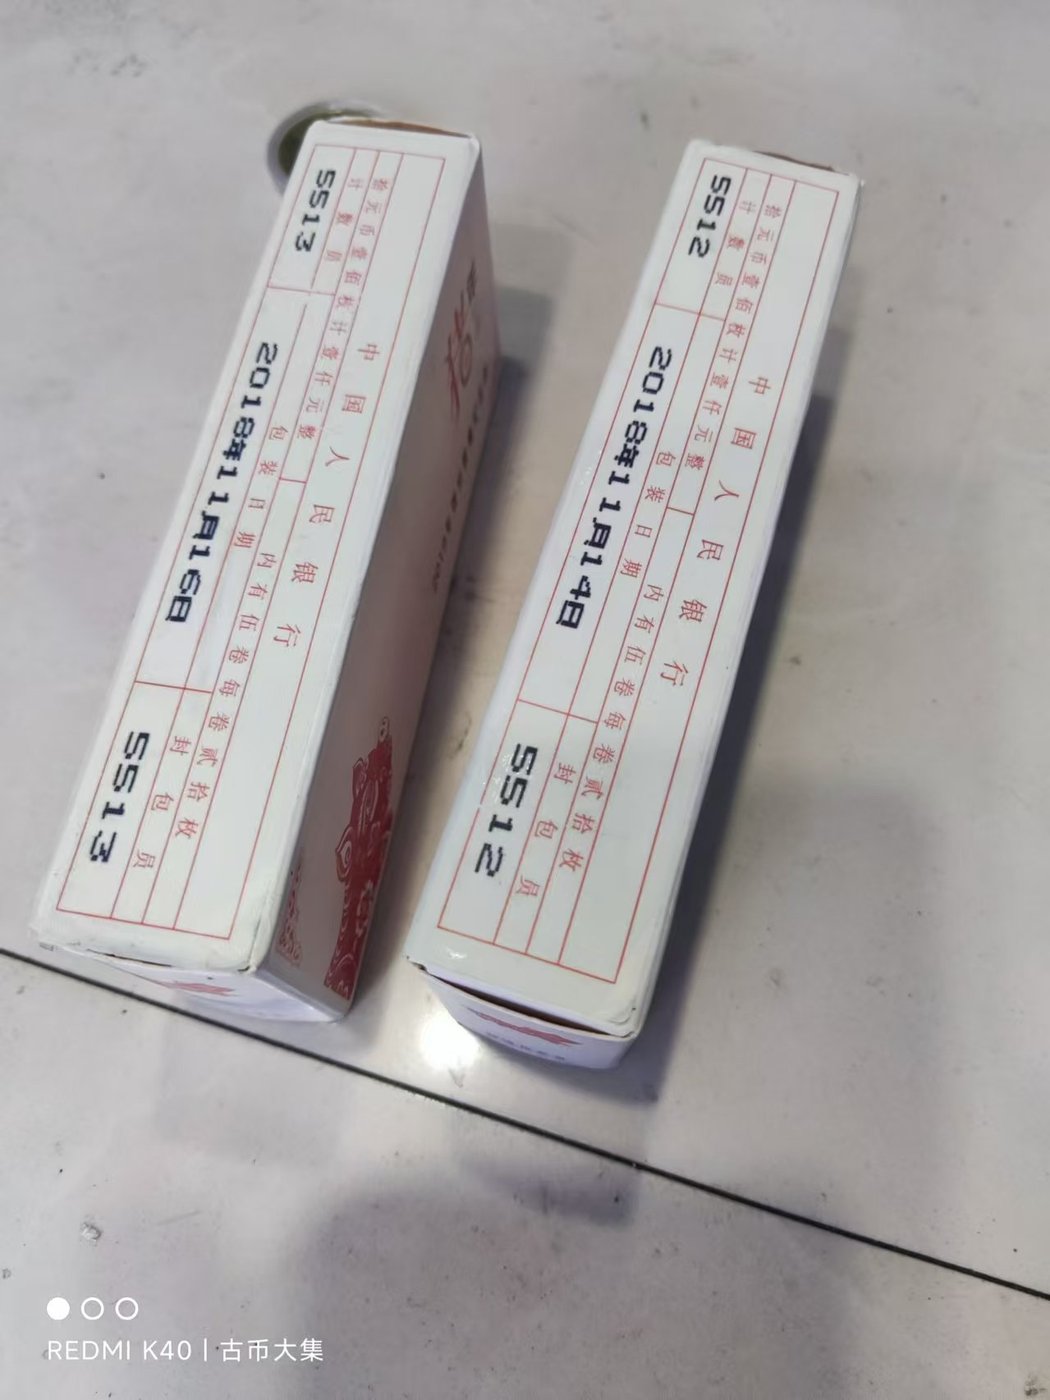 中国人民银行
拾元币壹佰枚计壹仟元整
内有伍卷每卷贰拾枚
计数员
包装日期
封包员
5513
2018年11月16日
5513
中国人民银行
拾元币壹佰枚计壹仟元整
内有伍卷每卷贰拾枚
计数员
包装日期
封包员
5512
2018年11月14日
5512
REDMI K40 | 古币大集